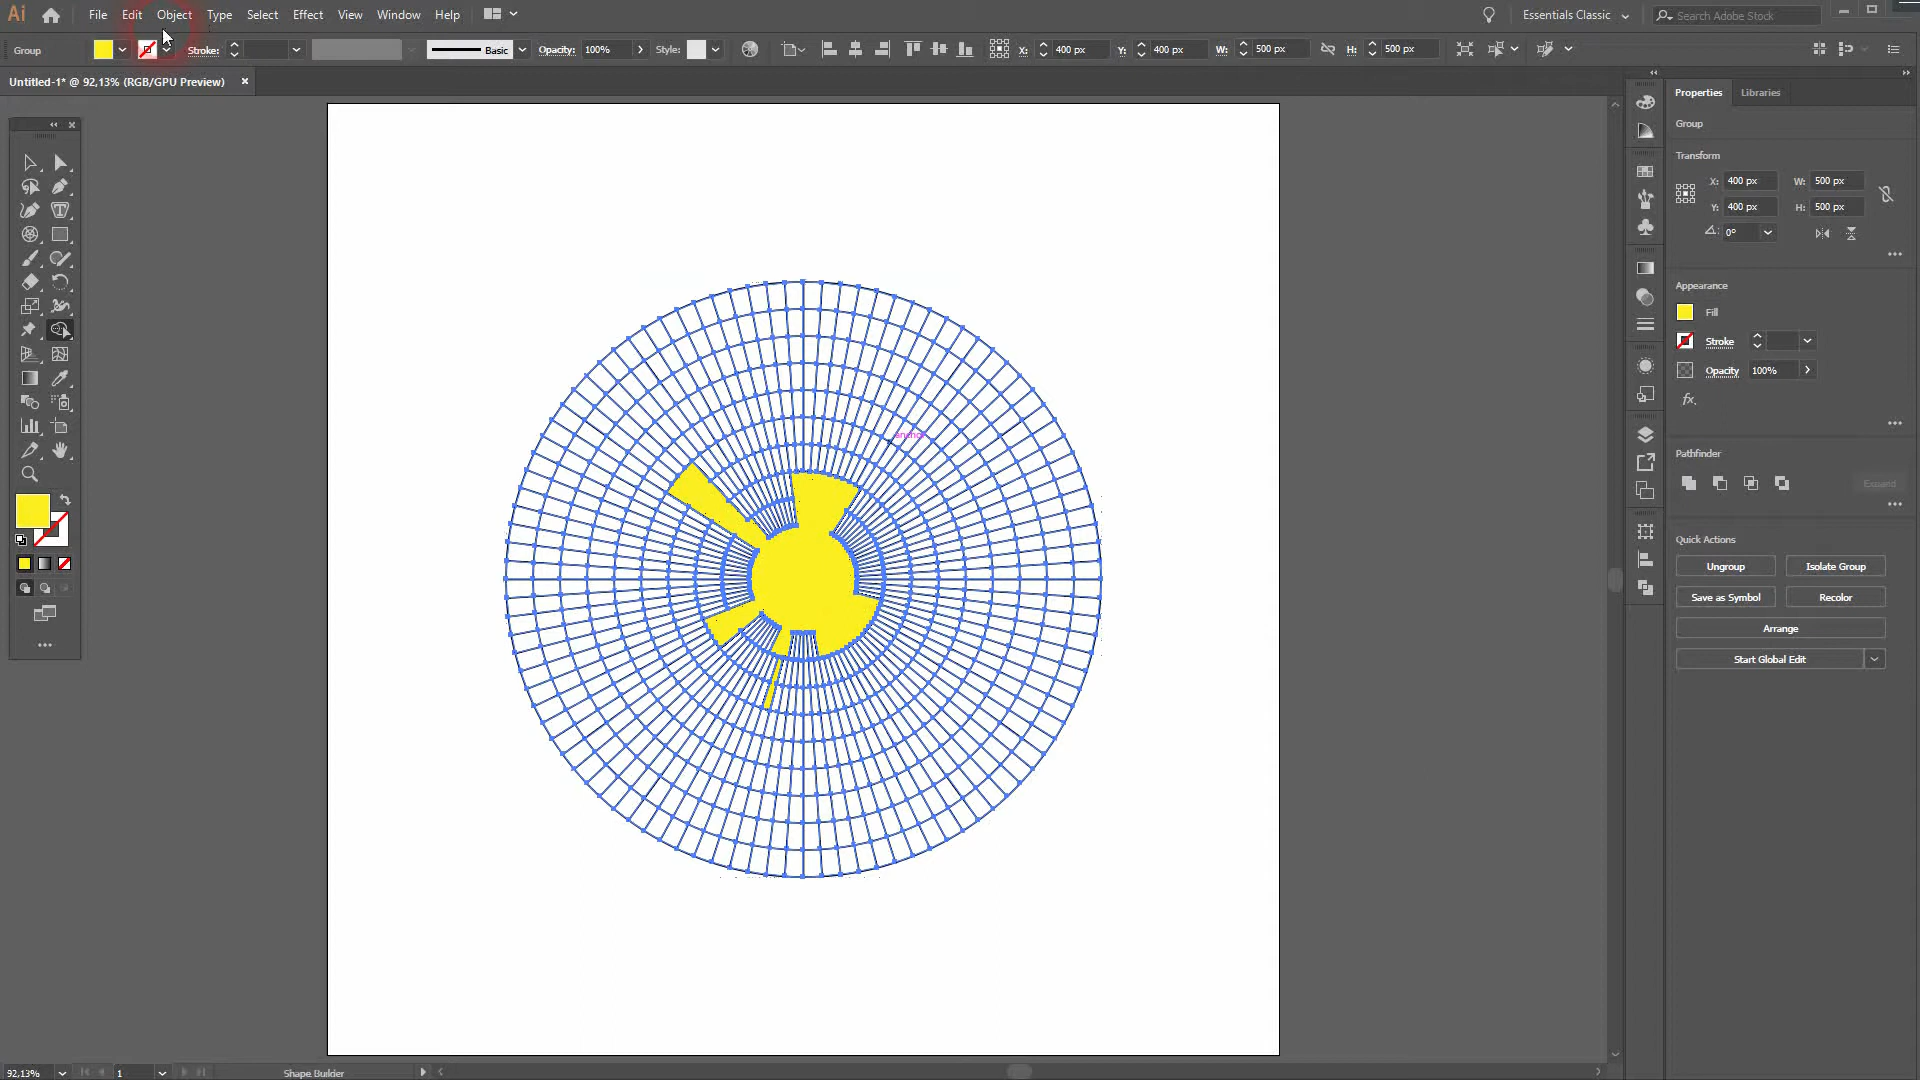 Ai File Edit Object Type Select Effect View Window Help Essentials Classic Search Adobe Stock
Group Stroke: Basic Opacity: 100% Style: X: 400 px Y: 400 px W: 500 px H: 500 px
Untitled-1* @ 92,13% (RGB/GPU Preview)
Properties Libraries
Group
Transform
X: 400 px W: 500 px
Y: 400 px H: 500 px
0°
Appearance
Fill
Stroke
Opacity 100%
fx.
Pathfinder
Expand
Quick Actions
Ungroup Isolate Group
Save as Symbol Recolor
Arrange
Start Global Edit
92,13% 1 Shape Builder